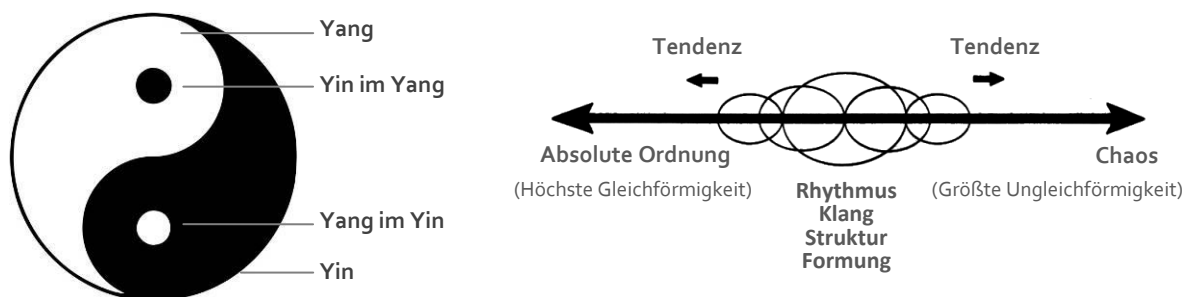 Yang
Yin im Yang
Yang im Yin
Yin
Tendenz
Tendenz
Absolute Ordnung
Chaos
(Höchste Gleichförmigkeit)
(Größte Ungleichförmigkeit)
Rhythmus
Klang
Struktur
Formung